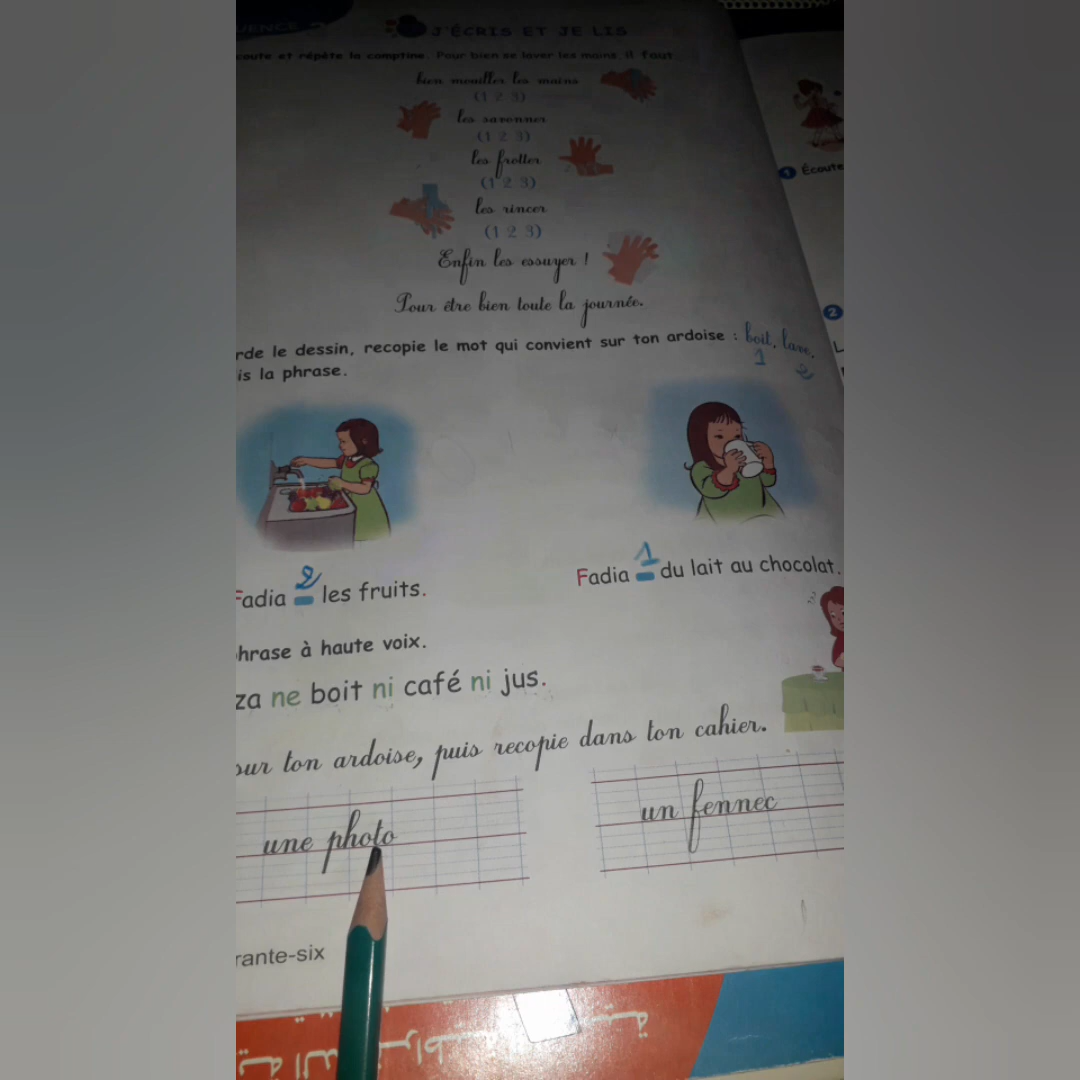 J'ÉCRIS ET JE LIS
et répète la comptine. Pour bien se laver les mains, il faut
bien mouiller les mains
(1 2 3)
les savonner
(1 2 3)
les frotter
(1 2 3)
les rincer
(1 2 3)
Enfin les essuyer !
Pour être bien toute la journée.
rde le dessin, recopie le mot qui convient sur ton ardoise : boit, lave,
1 2
is la phrase.
2
Fadia les fruits.
1
Fadia du lait au chocolat.
hrase à haute voix.
za ne boit ni café ni jus.
sur ton ardoise, puis recopie dans ton cahier.
une photo
un fennec
rante-six
1 Écoute
2